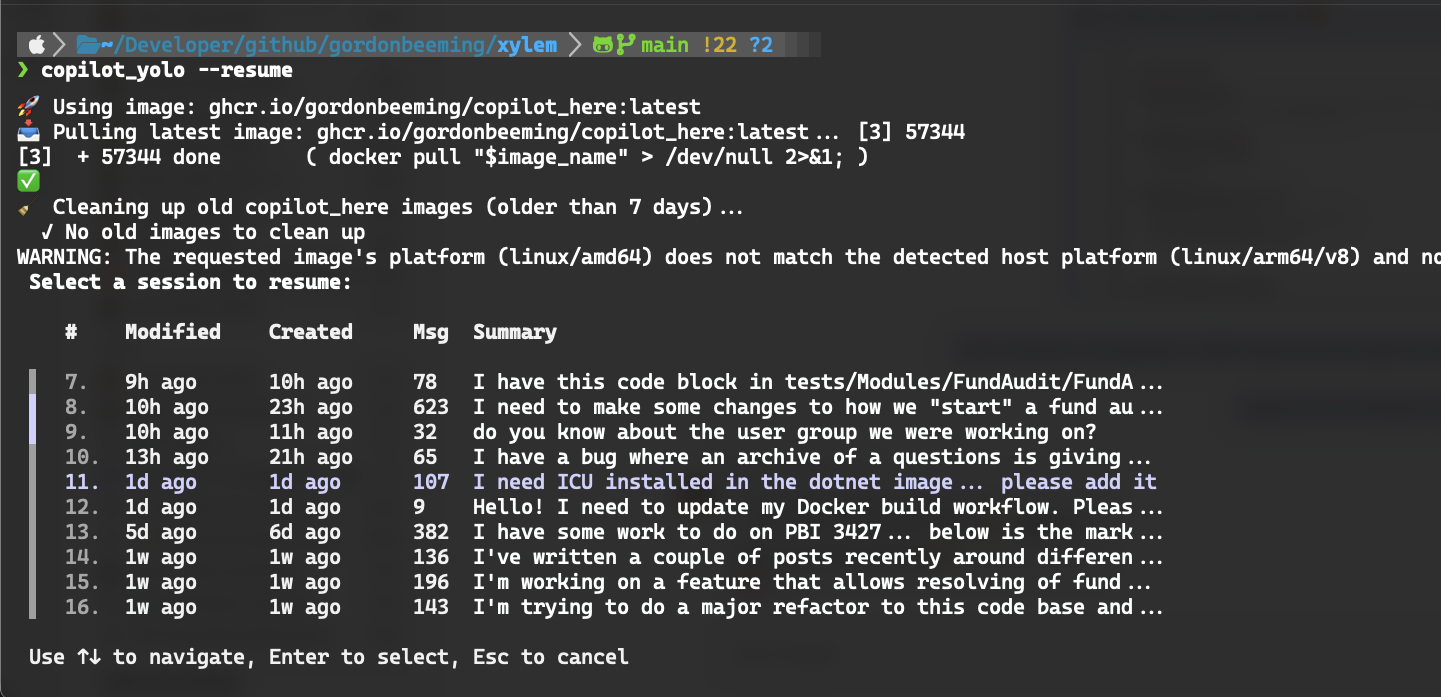 ~/Developer/github/gordonbeeming/xylem main !22 ?2
❯ copilot_yolo --resume
🚀 Using image: ghcr.io/gordonbeeming/copilot_here:latest
📥 Pulling latest image: ghcr.io/gordonbeeming/copilot_here:latest... [3] 57344
[3]  + 57344 done       ( docker pull "$image_name" > /dev/null 2>&1; )
✅
🧹 Cleaning up old copilot_here images (older than 7 days)...
✓ No old images to clean up
WARNING: The requested image's platform (linux/amd64) does not match the detected host platform (linux/arm64/v8) and no
Select a session to resume:
# Modified Created Msg Summary
7. 9h ago 10h ago 78 I have this code block in tests/Modules/FundAudit/FundA...
8. 10h ago 23h ago 623 I need to make some changes to how we "start" a fund au...
9. 10h ago 11h ago 32 do you know about the user group we were working on?
10. 13h ago 21h ago 65 I have a bug where an archive of a questions is giving...
11. 1d ago 1d ago 107 I need ICU installed in the dotnet image... please add it
12. 1d ago 1d ago 9 Hello! I need to update my Docker build workflow. Pleas...
13. 5d ago 6d ago 382 I have some work to do on PBI 3427... below is the mark...
14. 1w ago 1w ago 136 I've written a couple of posts recently around differen...
15. 1w ago 1w ago 196 I'm working on a feature that allows resolving of fund...
16. 1w ago 1w ago 143 I'm trying to do a major refactor to this code base and...
Use ↑↓ to navigate, Enter to select, Esc to cancel